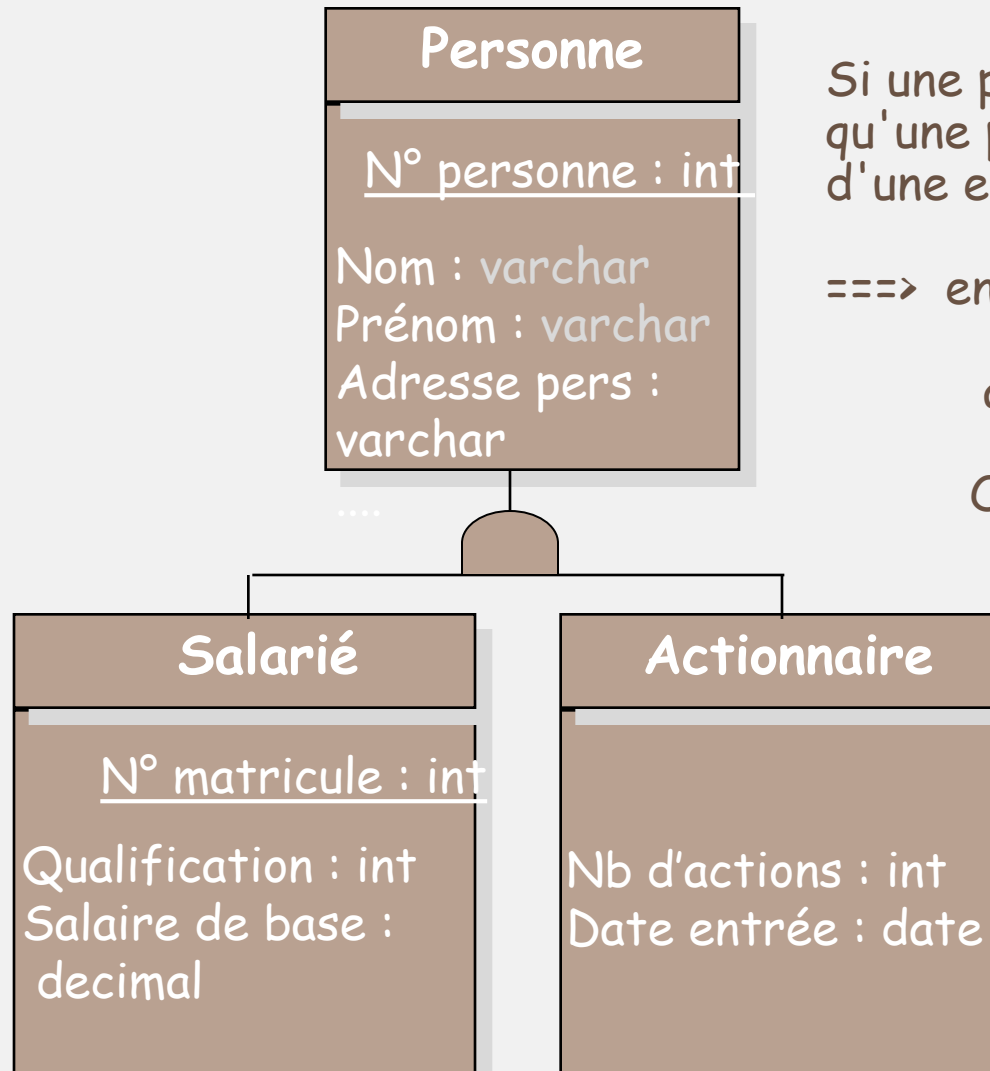 Personne
N° personne : int
Nom : varchar
Prénom : varchar
Adresse pers :
varchar
....
Si une
qu'une
d'une
===>
Salarié
N° matricule : int
Qualification : int
Salaire de base :
decimal
Actionnaire
Nb d’actions : int
Date entrée : date